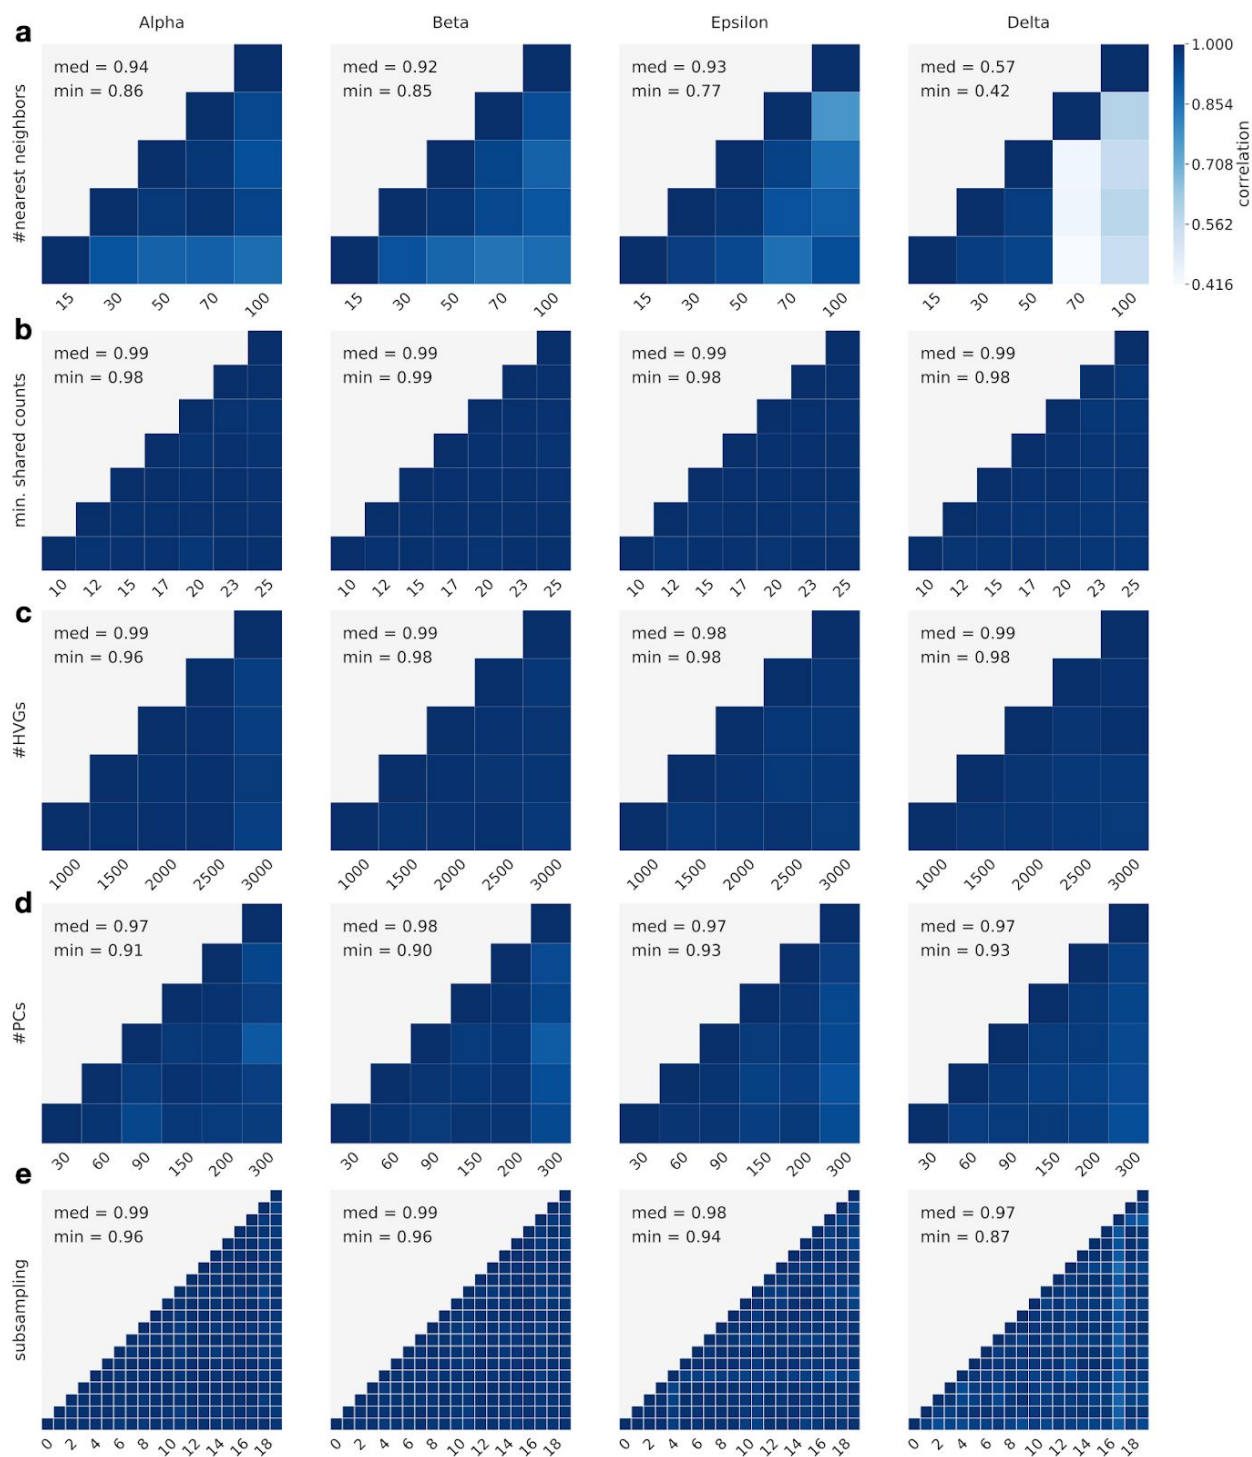 Alpha
Beta
Epsilon
Delta
a
#nearest neighbors
med = 0.94
min = 0.86
med = 0.92
min = 0.85
med = 0.93
min = 0.77
med = 0.57
min = 0.42
1.000
0.854
0.708
0.562
0.416
correlation
15 30 50 70 100
15 30 50 70 100
15 30 50 70 100
15 30 50 70 100
b
min. shared counts
med = 0.99
min = 0.98
med = 0.99
min = 0.99
med = 0.99
min = 0.98
med = 0.99
min = 0.98
10 12 15 17 20 23 25
10 12 15 17 20 23 25
10 12 15 17 20 23 25
10 12 15 17 20 23 25
c
#HVGs
med = 0.99
min = 0.96
med = 0.99
min = 0.98
med = 0.98
min = 0.98
med = 0.99
min = 0.98
1000 1500 2000 2500 3000
1000 1500 2000 2500 3000
1000 1500 2000 2500 3000
1000 1500 2000 2500 3000
d
#PCs
med = 0.97
min = 0.91
med = 0.98
min = 0.90
med = 0.97
min = 0.93
med = 0.97
min = 0.93
30 60 90 150 200 300
30 60 90 150 200 300
30 60 90 150 200 300
30 60 90 150 200 300
e
subsampling
med = 0.99
min = 0.96
med = 0.99
min = 0.96
med = 0.98
min = 0.94
med = 0.97
min = 0.87
0 2 4 6 8 10 12 14 16 18
0 2 4 6 8 10 12 14 16 18
0 2 4 6 8 10 12 14 16 18
0 2 4 6 8 10 12 14 16 18